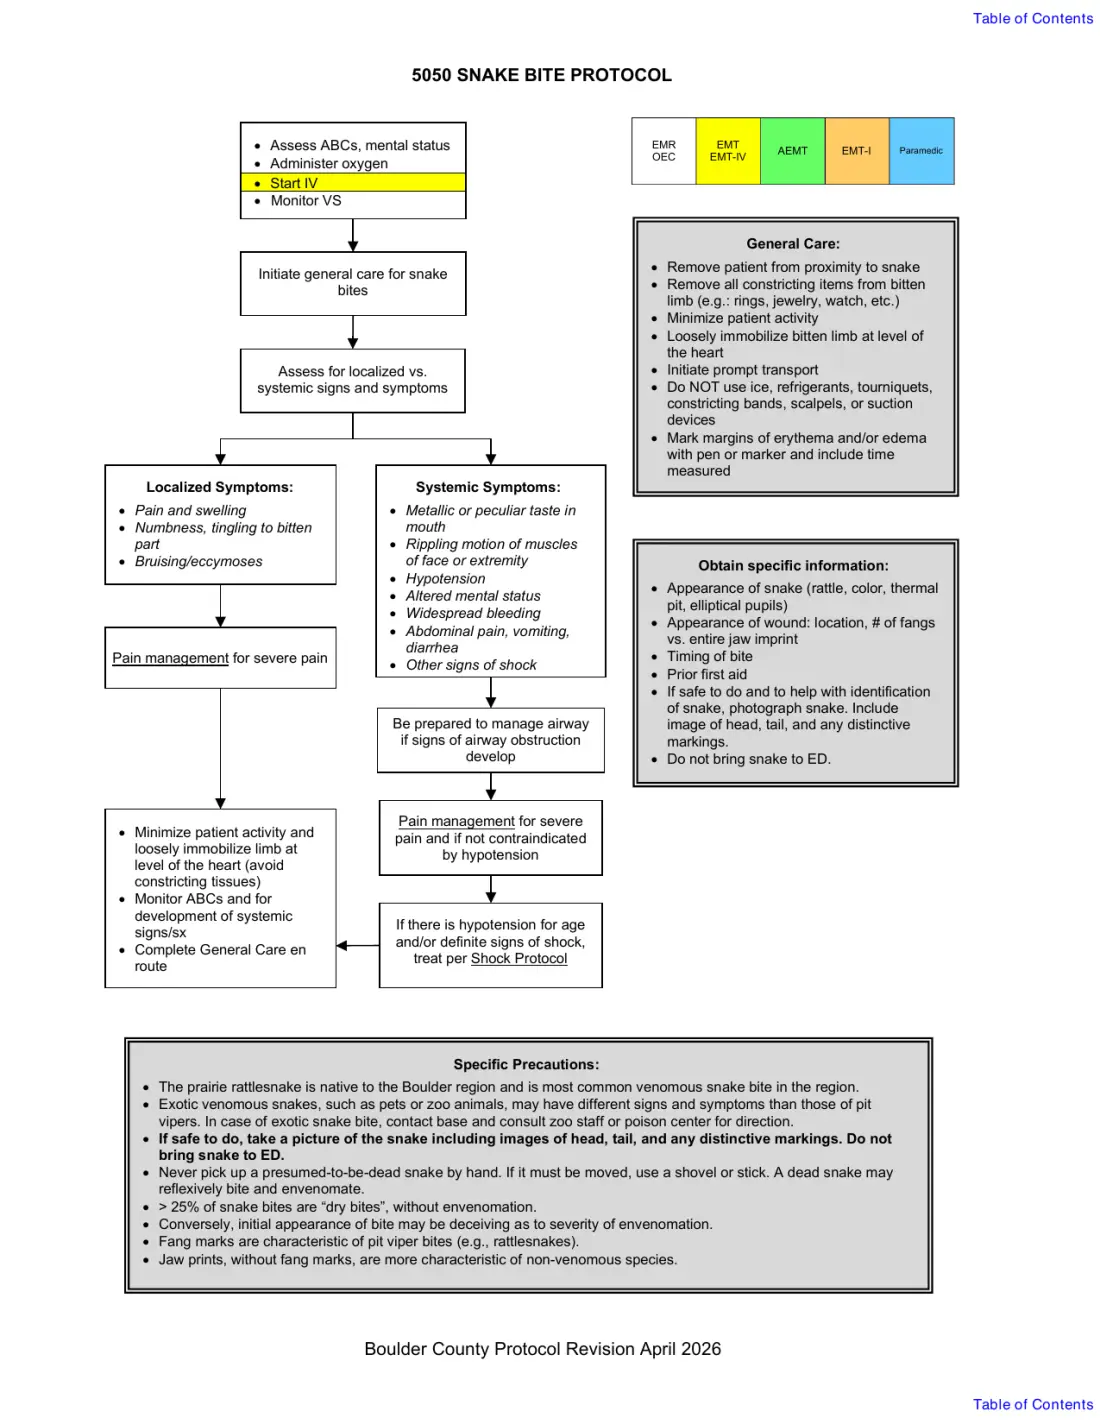 Table of Contents
5050 SNAKE BITE PROTOCOL
• Assess ABCs, mental status
• Administer oxygen
• Start IV
• Monitor VS
EMR
OEC
EMT
EMT-IV
AEMT
EMT-I
Paramedic
Initiate general care for snake
bites
Assess for localized vs.
systemic signs and symptoms
General Care:
• Remove patient from proximity to snake
• Remove all constricting items from bitten
limb (e.g.: rings, jewelry, watch, etc.)
• Minimize patient activity
• Loosely immobilize bitten limb at level of
the heart
• Initiate prompt transport
• Do NOT use ice, refrigerants, tourniquets,
constricting bands, scalpels, or suction
devices
• Mark margins of erythema and/or edema
with pen or marker and include time
measured
Localized Symptoms:
• Pain and swelling
• Numbness, tingling to bitten
part
• Bruising/eccymoses
Systemic Symptoms:
• Metallic or peculiar taste in
mouth
• Rippling motion of muscles
of face or extremity
• Hypotension
• Altered mental status
• Widespread bleeding
• Abdominal pain, vomiting,
diarrhea
• Other signs of shock
Obtain specific information:
• Appearance of snake (rattle, color, thermal
pit, elliptical pupils)
• Appearance of wound: location, # of fangs
vs. entire jaw imprint
• Timing of bite
• Prior first aid
• If safe to do and to help with identification
of snake, photograph snake. Include
image of head, tail, and any distinctive
markings.
• Do not bring snake to ED.
Pain management for severe pain
Be prepared to manage airway
if signs of airway obstruction
develop
Pain management for severe
pain and if not contraindicated
by hypotension
If there is hypotension for age
and/or definite signs of shock,
treat per Shock Protocol
• Minimize patient activity and
loosely immobilize limb at
level of the heart (avoid
constricting tissues)
• Monitor ABCs and for
development of systemic
signs/sx
• Complete General Care en
route
Specific Precautions:
• The prairie rattlesnake is native to the Boulder region and is most common venomous snake bite in the region.
• Exotic venomous snakes, such as pets or zoo animals, may have different signs and symptoms than those of pit
vipers. In case of exotic snake bite, contact base and consult zoo staff or poison center for direction.
• If safe to do, take a picture of the snake including images of head, tail, and any distinctive markings. Do not
bring snake to ED.
• Never pick up a presumed-to-be-dead snake by hand. If it must be moved, use a shovel or stick. A dead snake may
reflexively bite and envenomate.
• > 25% of snake bites are “dry bites”, without envenomation.
• Conversely, initial appearance of bite may be deceiving as to severity of envenomation.
• Fang marks are characteristic of pit viper bites (e.g., rattlesnakes).
• Jaw prints, without fang marks, are more characteristic of non-venomous species.
Boulder County Protocol Revision April 2026
Table of Contents